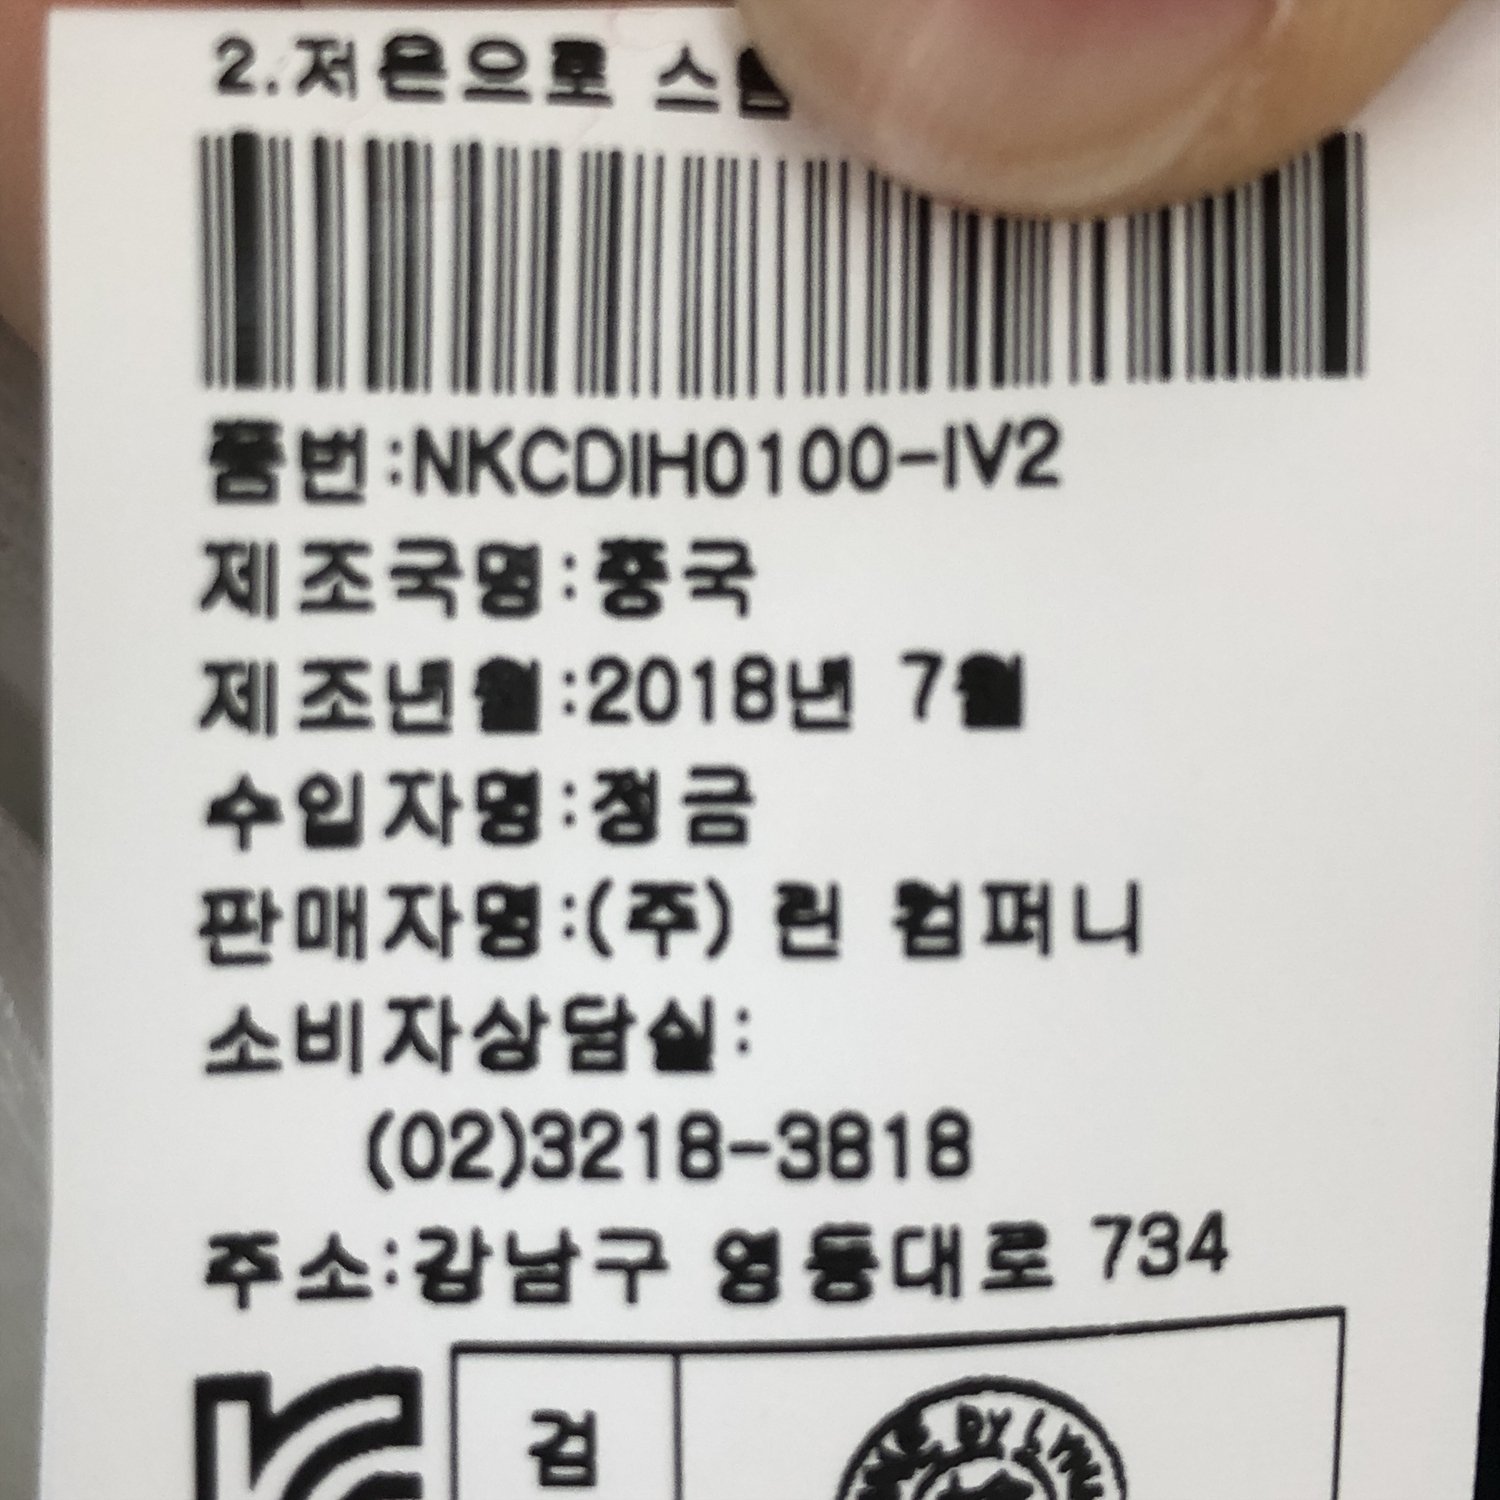 2.저온으로
품번:NKCDIH0100-IV2
제조국명:중국
제조년월:2018년 7월
수입자명:정금
판매자명:(주) 린 컴퍼니
소비자상담실:
(02)3218-3818
주소:강남구 영동대로 734
검
BY LYNN